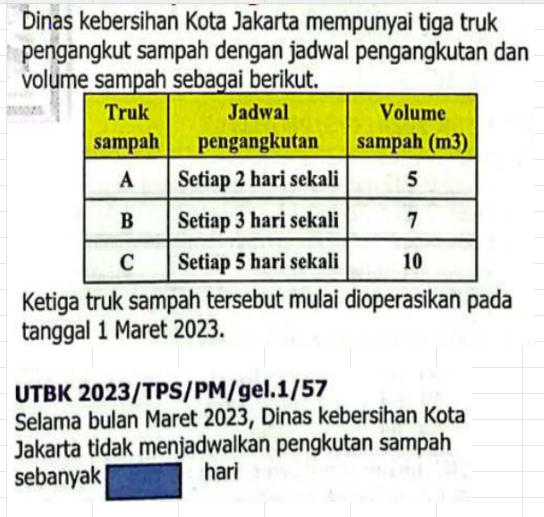 Dinas kebersihan Kota Jakarta mempunyai tiga truk
pengangkut sampah dengan jadwal pengangkutan dan
volume sampah sebagai berikut.
Truk sampah Jadwal pengangkutan Volume sampah (m3)
A Setiap 2 hari sekali 5
B Setiap 3 hari sekali 7
C Setiap 5 hari sekali 10
Ketiga truk sampah tersebut mulai dioperasikan pada
tanggal 1 Maret 2023.
UTBK 2023/TPS/PM/gel.1/57
Selama bulan Maret 2023, Dinas kebersihan Kota
Jakarta tidak menjadwalkan pengkutan sampah
sebanyak hari